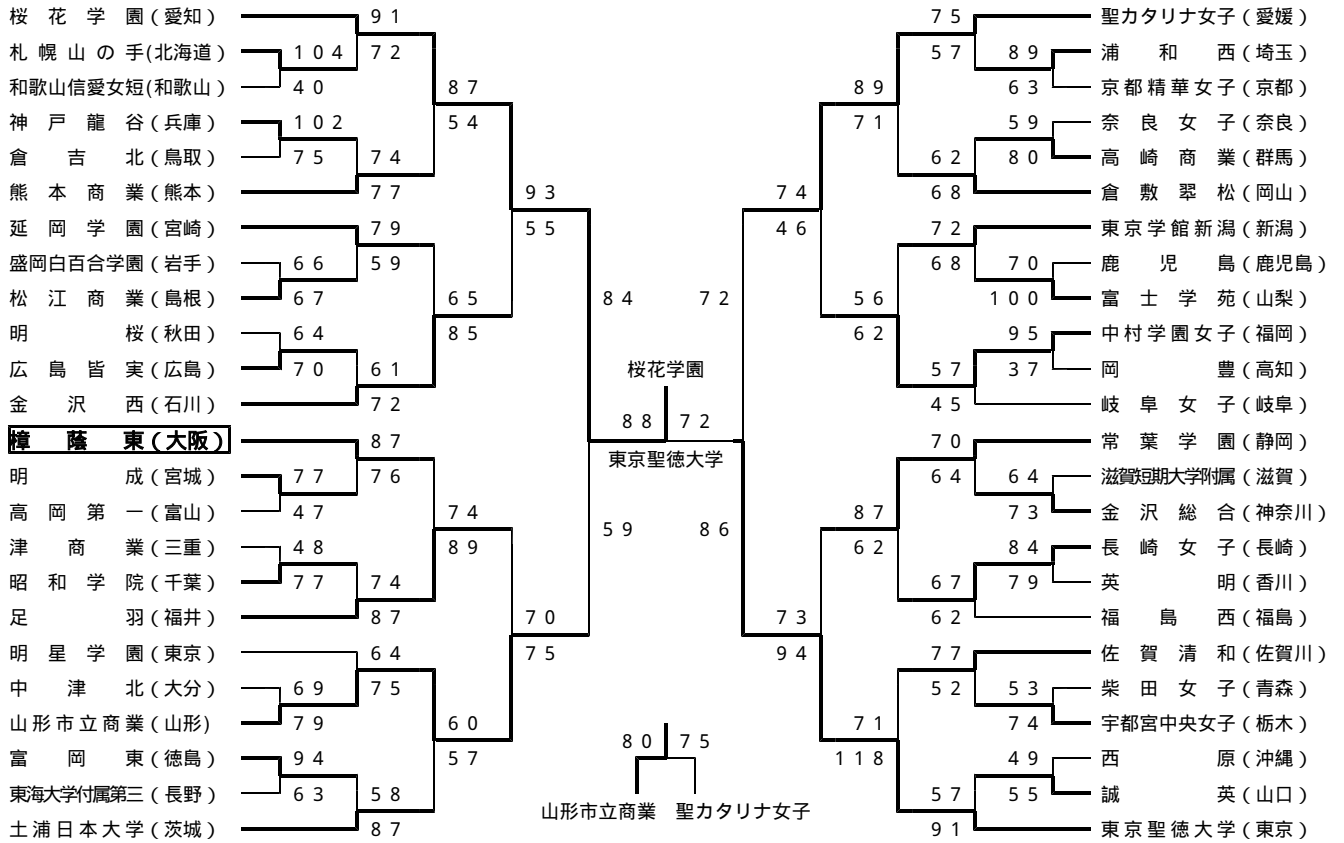 桜花学園(愛知)
91
札幌山の手(北海道)
104
72
和歌山信愛女短(和歌山)
40
87
神戸龍谷(兵庫)
102
54
倉吉北(鳥取)
75
74
熊本商業(熊本)
77
93
延岡学園(宮崎)
79
55
盛岡白百合学園(岩手)
66
59
松江商業(島根)
67
65
84
明桜(秋田)
64
85
広島皆実(広島)
70
61
金沢西(石川)
72
樟蔭東(大阪)
87
明成(宮城)
77
76
高岡第一(富山)
47
74
津商業(三重)
48
89
59
昭和学院(千葉)
77
74
足羽(福井)
87
70
明星学園(東京)
64
75
中津北(大分)
69
75
山形市立商業(山形)
79
60
富岡東(徳島)
94
57
東海大学付属第三(長野)
63
58
土浦日本大学(茨城)
87
桜花学園
88 72
東京聖徳大学
80 75
山形市立商業 聖カタリナ女子
75
聖カタリナ女子(愛媛)
57
89
浦和西(埼玉)
89
63
京都精華女子(京都)
71
59
奈良女子(奈良)
62
80
高崎商業(群馬)
74
68
倉敷翠松(岡山)
46
72
東京学館新潟(新潟)
68
70
鹿児島(鹿児島)
72
56
100
富士学苑(山梨)
62
95
中村学園女子(福岡)
57
37
岡豊(高知)
45
岐阜女子(岐阜)
70
常葉学園(静岡)
64
64
滋賀短期大学附属(滋賀)
87
73
金沢総合(神奈川)
86
62
84
長崎女子(長崎)
67
79
英明(香川)
73
62
福島西(福島)
94
77
佐賀清和(佐賀川)
52
53
柴田女子(青森)
71
74
宇都宮中央女子(栃木)
118
49
西原(沖縄)
57
55
誠英(山口)
91
東京聖徳大学(東京)